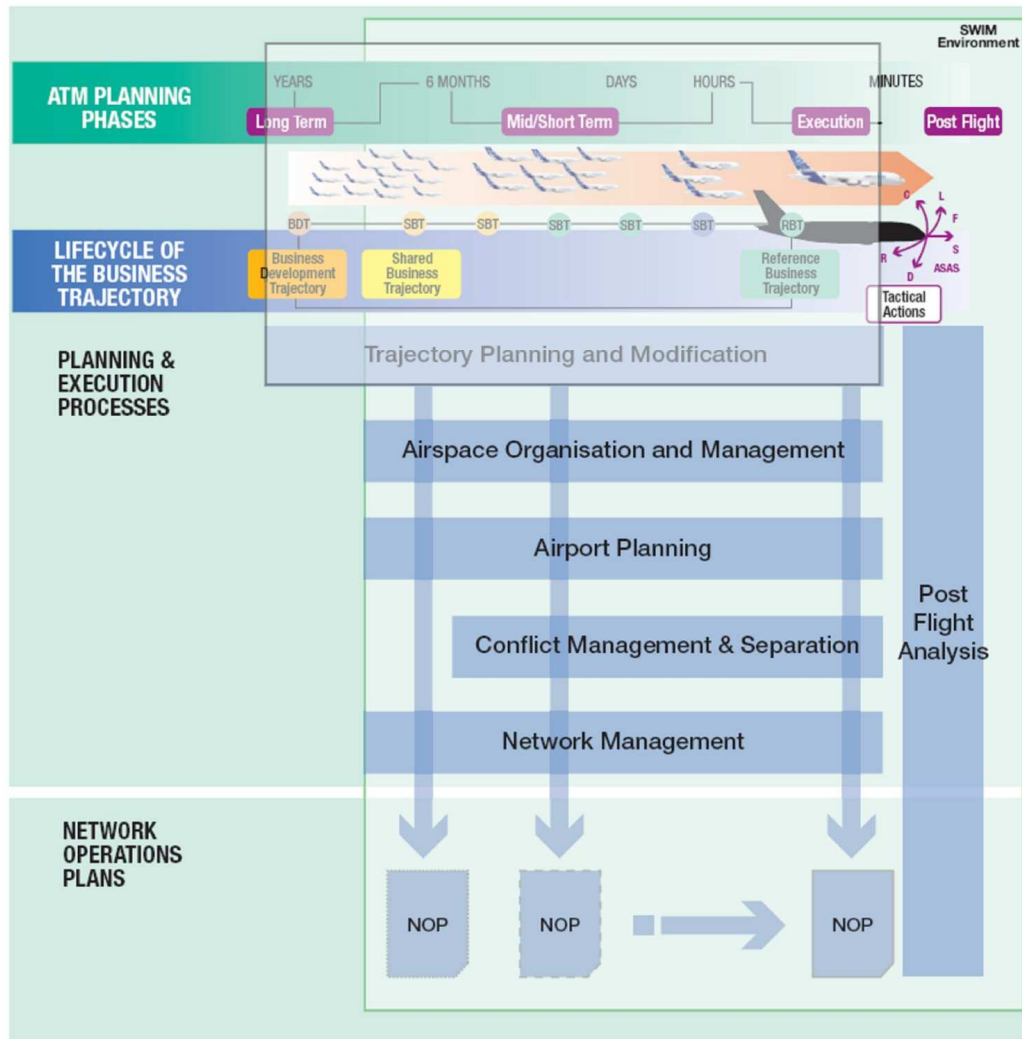 SWIM
Environment
ATM PLANNING
PHASES
YEARS
6 MONTHS
DAYS
HOURS
MINUTES
Long Term
Mid/Short Term
Execution
Post Flight
LIFECYCLE OF
THE BUSINESS
TRAJECTORY
BDT
SBT
SBT
SBT
SBT
SBT
RBT
C
L
F
S
R
D
ASAS
Business
Development
Trajectory
Shared
Business
Trajectory
Reference
Business
Trajectory
Tactical
Actions
PLANNING &
EXECUTION
PROCESSES
Trajectory Planning and Modification
Airspace Organisation and Management
Airport Planning
Conflict Management & Separation
Network Management
Post
Flight
Analysis
NETWORK
OPERATIONS
PLANS
NOP
NOP
NOP